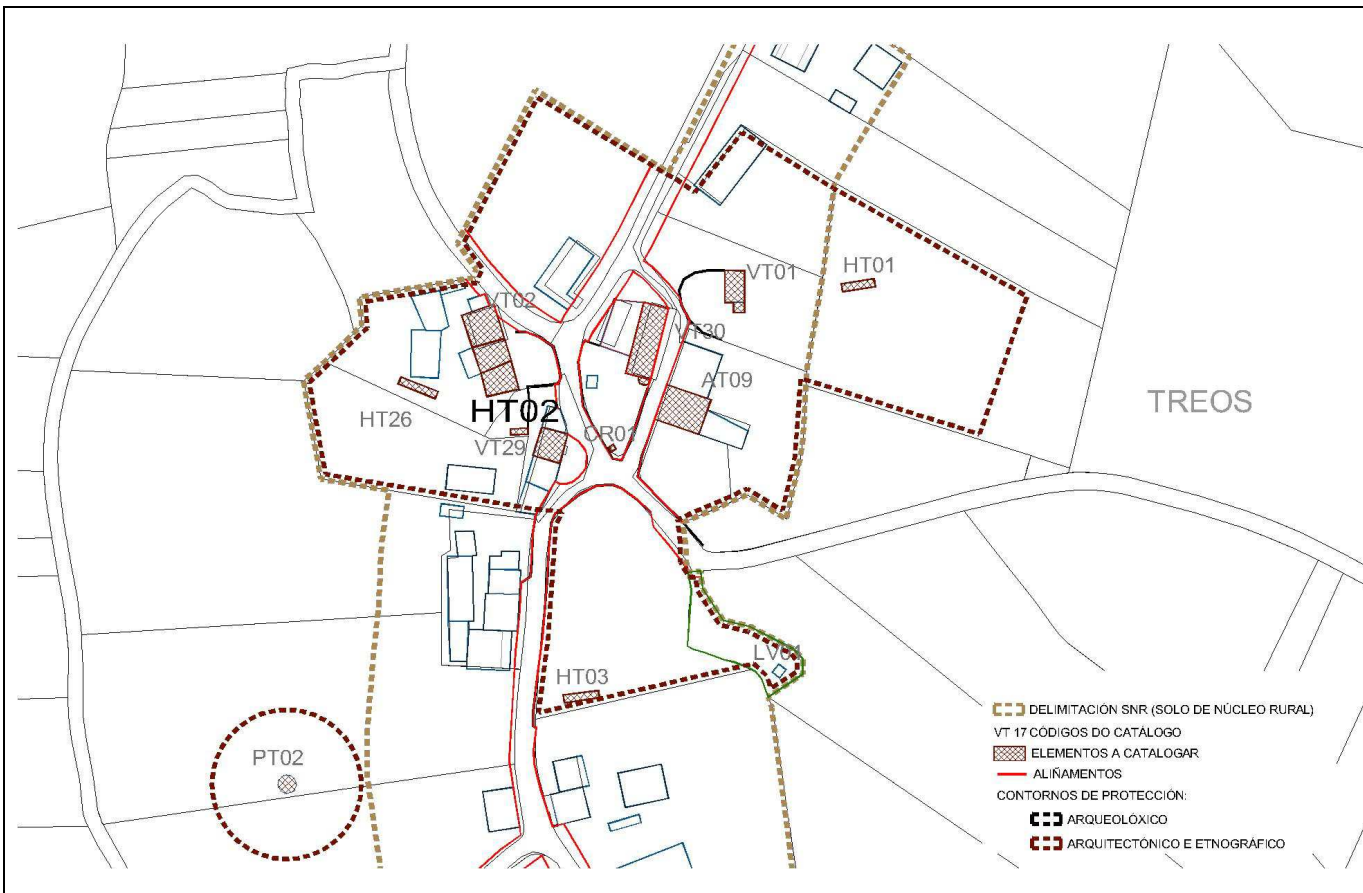 VT01
HT01
VT02
VT30
AT09
TREOS
HT26
HT02
VT29
CR01
LV01
HT03
PT02
DELIMITACIÓN SNR (SOLO DE NÚCLEO RURAL)
VT 17 CÓDIGOS DO CATÁLOGO
ELEMENTOS A CATALOGAR
ALIÑAMENTOS
CONTORNOS DE PROTECCIÓN:
ARQUEOLÓXICO
ARQUITECTÓNICO E ETNOGRÁFICO